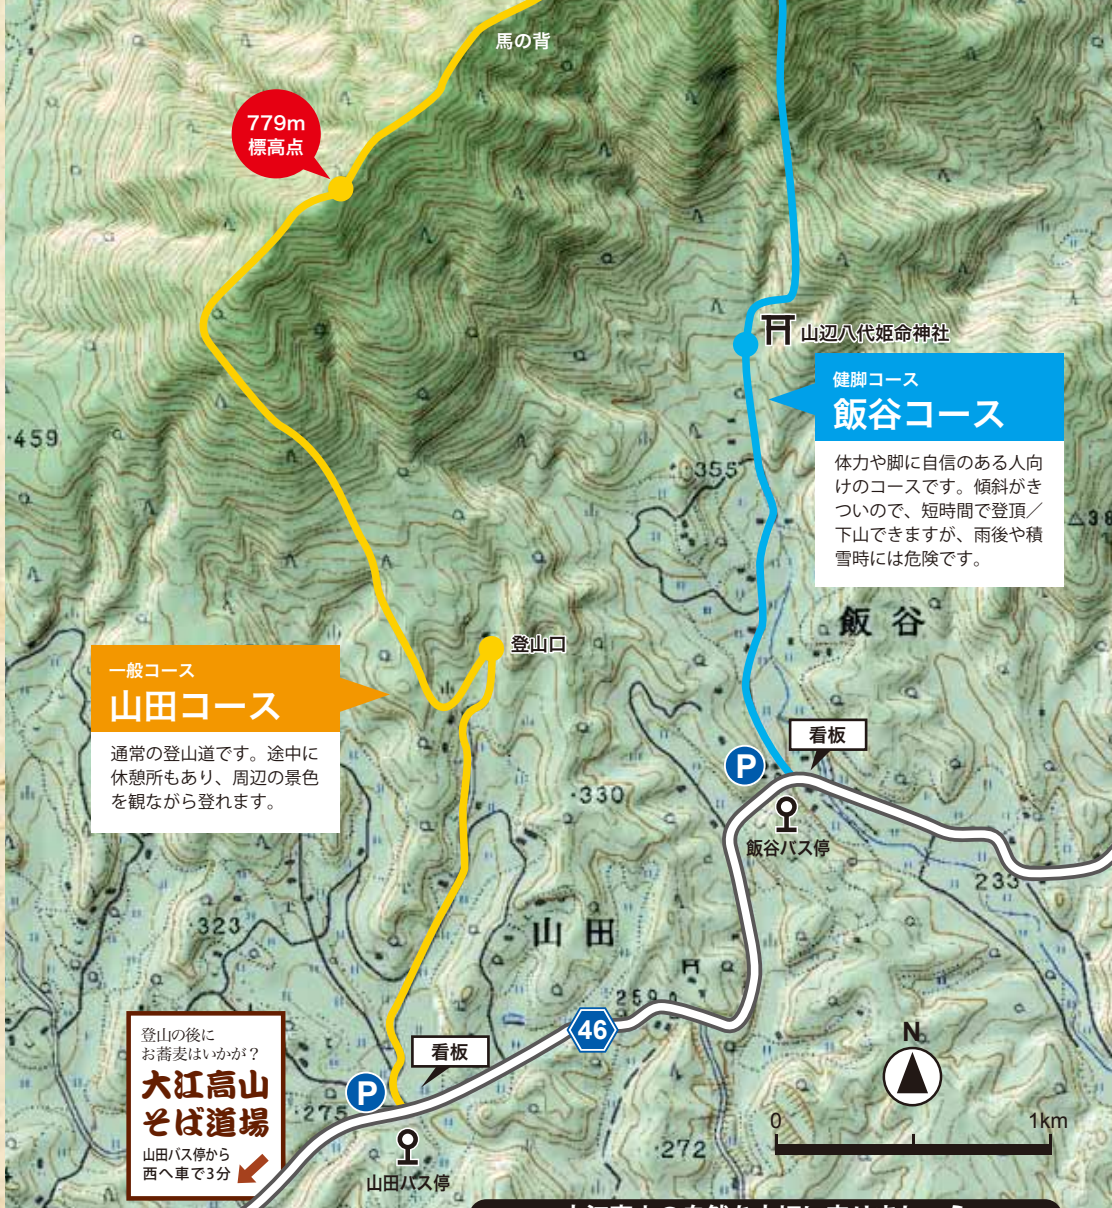 馬の背
779m
標高点
山辺八代姫命神社
健脚コース
飯谷コース
体力や脚に自信のある人向
けのコースです。傾斜がき
ついので、短時間で登頂／
下山できますが、雨後や積
雪時には危険です。
・459
355
飯谷
登山口
一般コース
山田コース
通常の登山道です。途中に
休憩所もあり、周辺の景色
を観ながら登れます。
看板
P
・330
飯谷バス停
233
・323
山田
259
46
N
登山の後に
お蕎麦はいかが？
大江高山
そば道場
山田バス停から
西へ車で3分
看板
P
・275
0
1km
・272
山田バス停